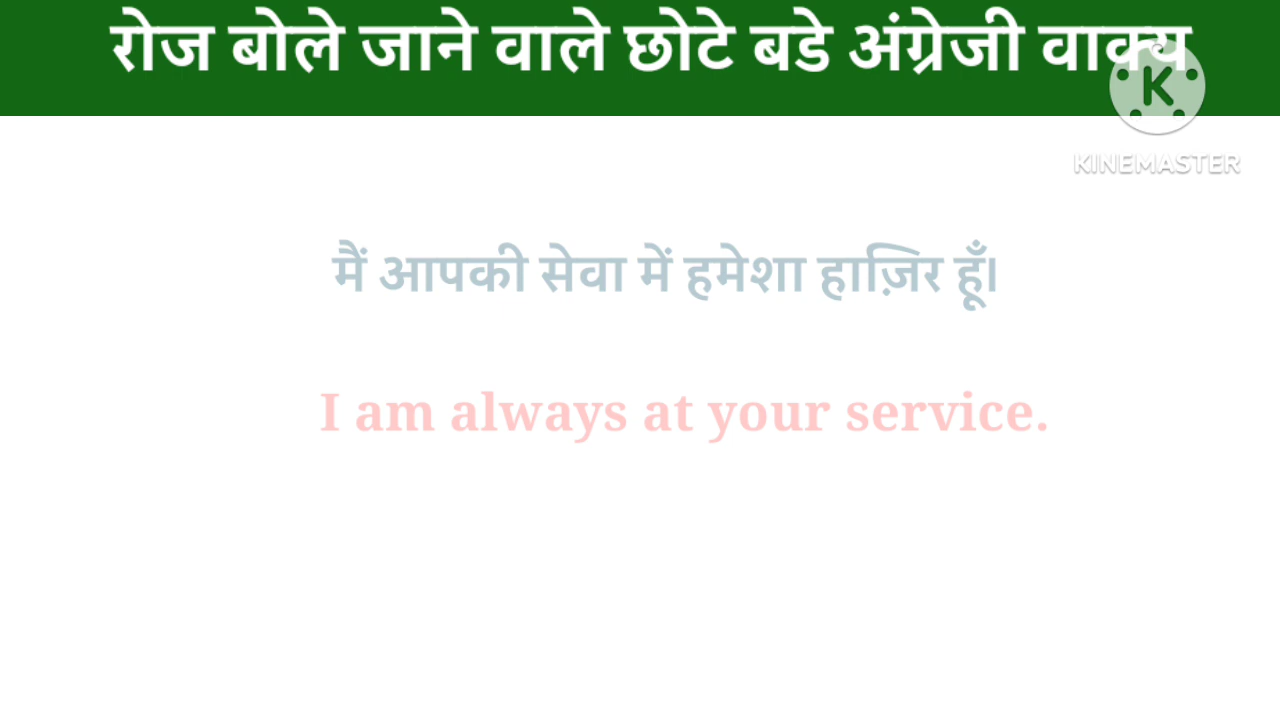 रोज बोले जाने वाले छोटे बडे अंग्रेजी वाक्य
K
KINEMASTER
मैं आपकी सेवा में हमेशा हाज़िर हूँ।
I am always at your service.